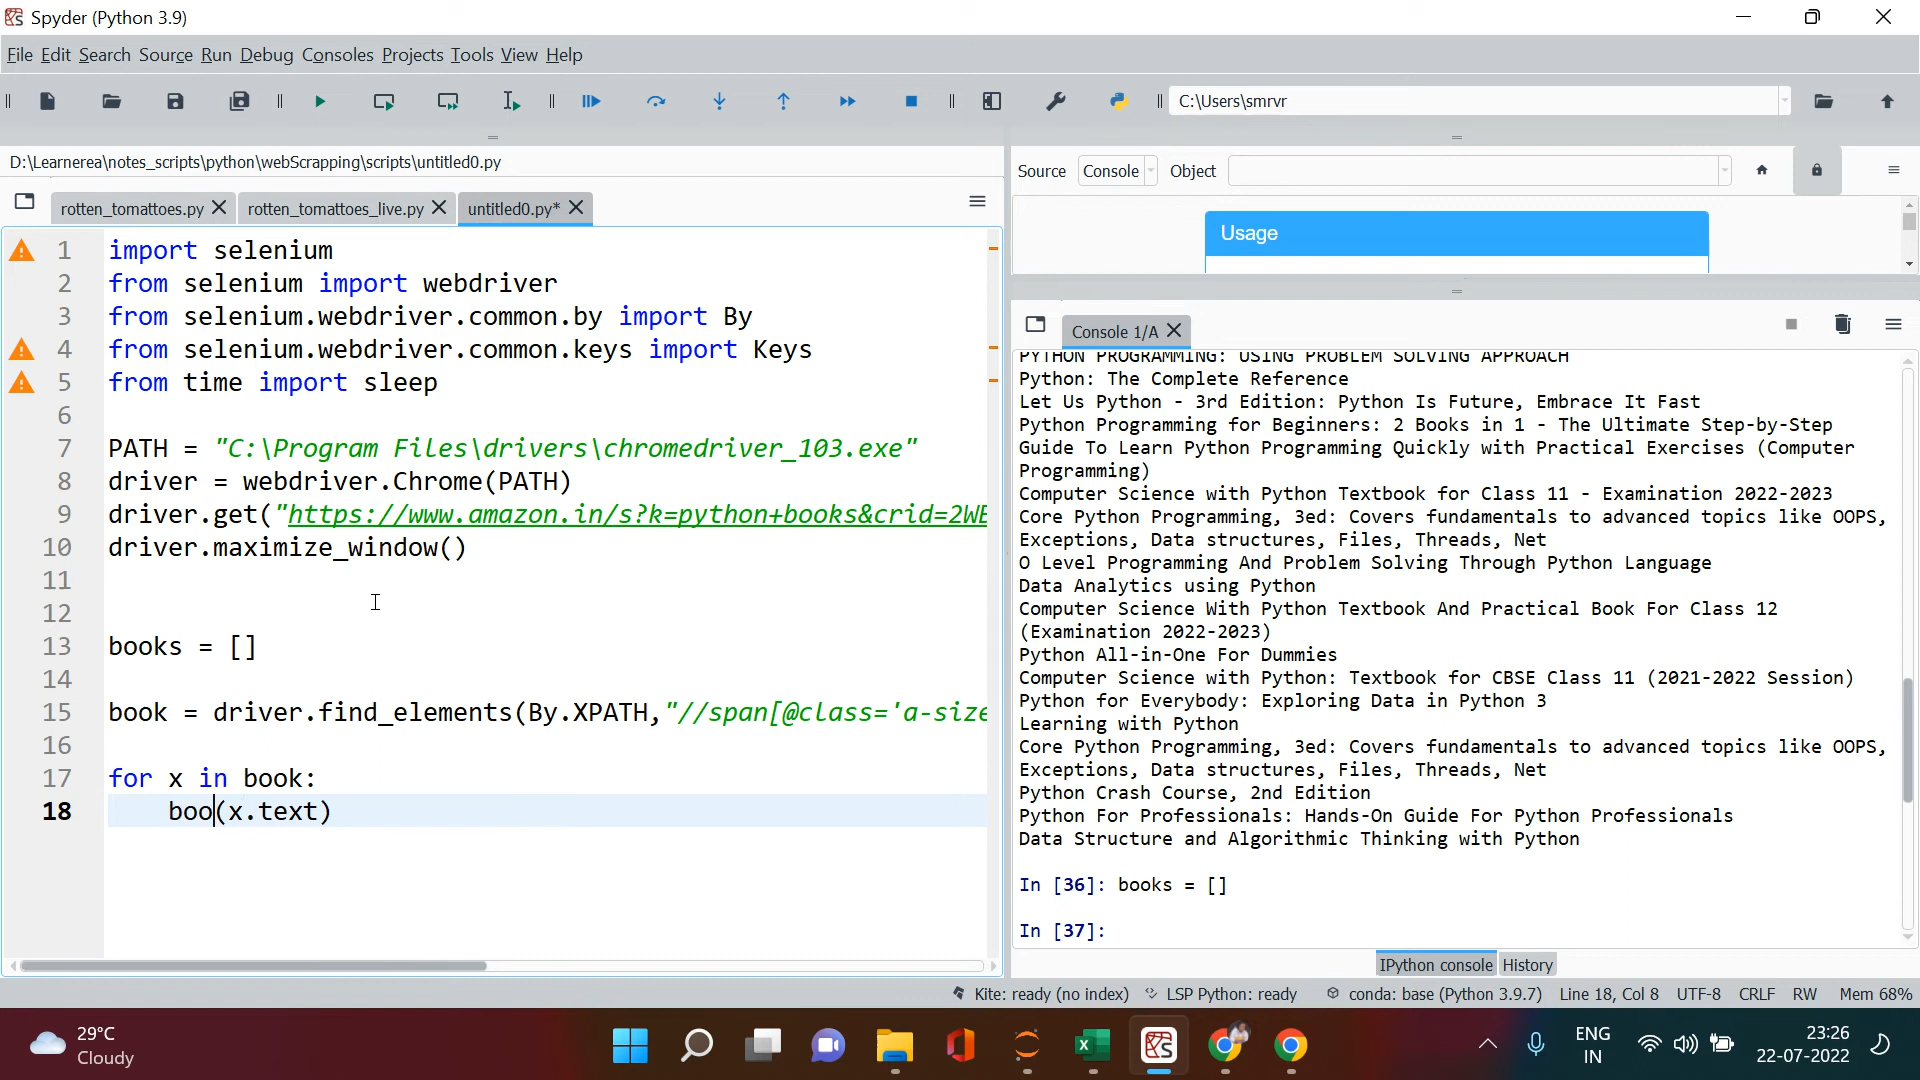 Spyder (Python 3.9)
File Edit Search Source Run Debug Consoles Projects Tools View Help
C:\Users\smrvr
D:\Learnerea\notes_scripts\python\webScrapping\scripts\untitled0.py
rotten_tomattoes.py
rotten_tomattoes_live.py
untitled0.py*
1 import selenium
2 from selenium import webdriver
3 from selenium.webdriver.common.by import By
4 from selenium.webdriver.common.keys import Keys
5 from time import sleep
6
7 PATH = "C:\Program Files\drivers\chromedriver_103.exe"
8 driver = webdriver.Chrome(PATH)
9 driver.get("https://www.amazon.in/s?k=python+books&crid=2WE
10 driver.maximize_window()
11
12
13 books = []
14
15 book = driver.find_elements(By.XPATH,"//span[@class='a-size
16
17 for x in book:
18 boo(x.text)
Source Console Object
Usage
Console 1/A
PYTHON PROGRAMMING: USING PROBLEM SOLVING APPROACH
Python: The Complete Reference
Let Us Python - 3rd Edition: Python Is Future, Embrace It Fast
Python Programming for Beginners: 2 Books in 1 - The Ultimate Step-by-Step
Guide To Learn Python Programming Quickly with Practical Exercises (Computer
Programming)
Computer Science with Python Textbook for Class 11 - Examination 2022-2023
Core Python Programming, 3ed: Covers fundamentals to advanced topics like OOPS,
Exceptions, Data structures, Files, Threads, Net
O Level Programming And Problem Solving Through Python Language
Data Analytics using Python
Computer Science With Python Textbook And Practical Book For Class 12
(Examination 2022-2023)
Python All-in-One For Dummies
Computer Science with Python: Textbook for CBSE Class 11 (2021-2022 Session)
Python for Everybody: Exploring Data in Python 3
Learning with Python
Core Python Programming, 3ed: Covers fundamentals to advanced topics like OOPS,
Exceptions, Data structures, Files, Threads, Net
Python Crash Course, 2nd Edition
Python For Professionals: Hands-On Guide For Python Professionals
Data Structure and Algorithmic Thinking with Python
In [36]: books = []
In [37]:
IPython console History
Kite: ready (no index) LSP Python: ready conda: base (Python 3.9.7) Line 18, Col 8 UTF-8 CRLF RW Mem 68%
29°C
Cloudy
ENG
IN
23:26
22-07-2022